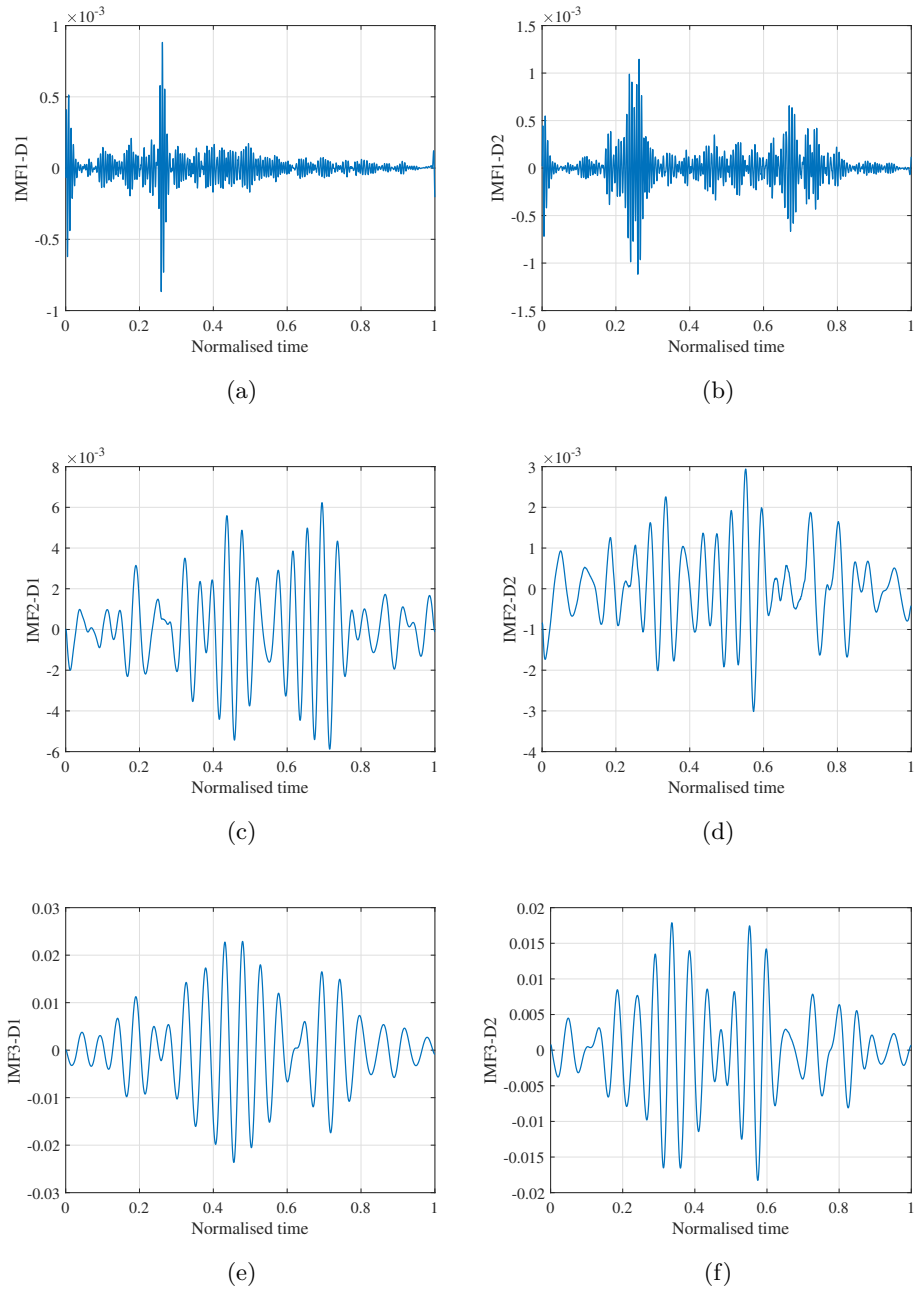 ×10-3
1
0.5
0
-0.5
-1
0 0.2 0.4 0.6 0.8 1
IMF1-D1
Normalised time
(a)
×10-3
1.5
1
0.5
0
-0.5
-1
-1.5
0 0.2 0.4 0.6 0.8 1
IMF1-D2
Normalised time
(b)
×10-3
8
6
4
2
0
-2
-4
-6
0 0.2 0.4 0.6 0.8 1
IMF2-D1
Normalised time
(c)
×10-3
3
2
1
0
-1
-2
-3
-4
0 0.2 0.4 0.6 0.8 1
IMF2-D2
Normalised time
(d)
0.03
0.02
0.01
0
-0.01
-0.02
-0.03
0 0.2 0.4 0.6 0.8 1
IMF3-D1
Normalised time
(e)
0.02
0.015
0.01
0.005
0
-0.005
-0.01
-0.015
-0.02
0 0.2 0.4 0.6 0.8 1
IMF3-D2
Normalised time
(f)